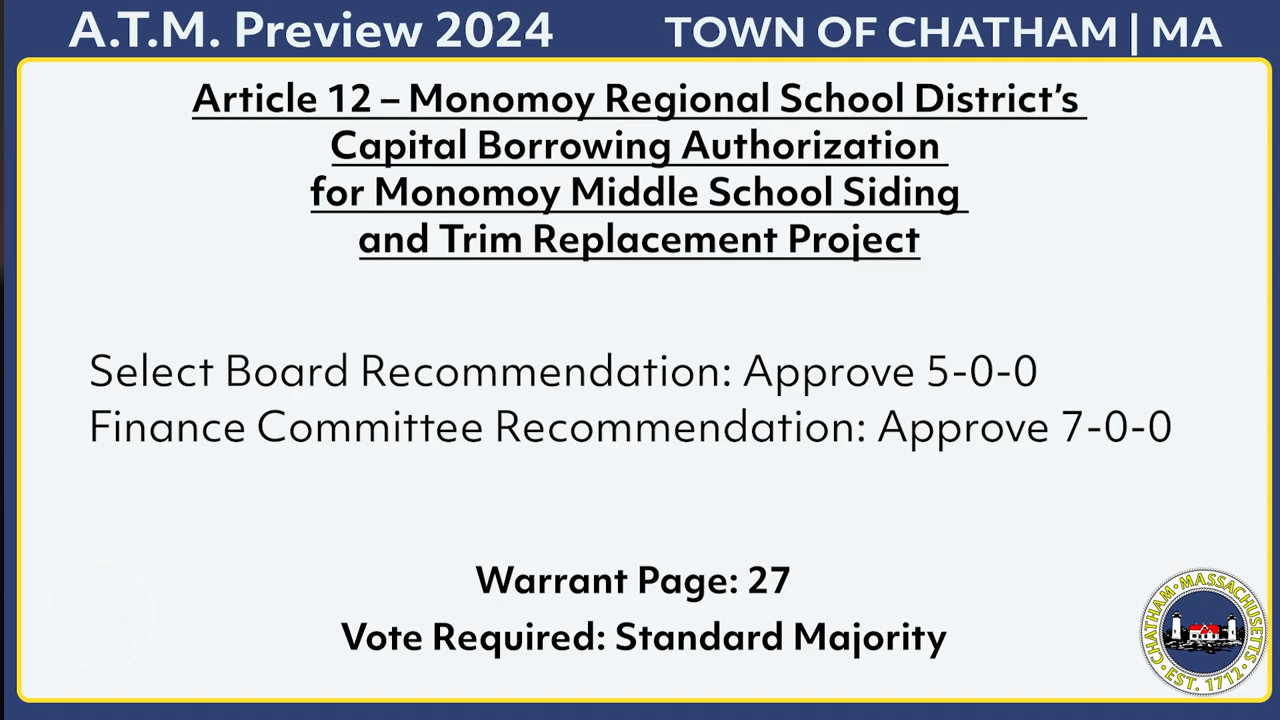 A.T.M. Preview 2024
TOWN OF CHATHAM | MA
Article 12 – Monomoy Regional School District's
Capital Borrowing Authorization
for Monomoy Middle School Siding
and Trim Replacement Project
Select Board Recommendation: Approve 5-0-0
Finance Committee Recommendation: Approve 7-0-0
Warrant Page: 27
Vote Required: Standard Majority
CHATHAM, MASSACHUSETTS
EST. 1712